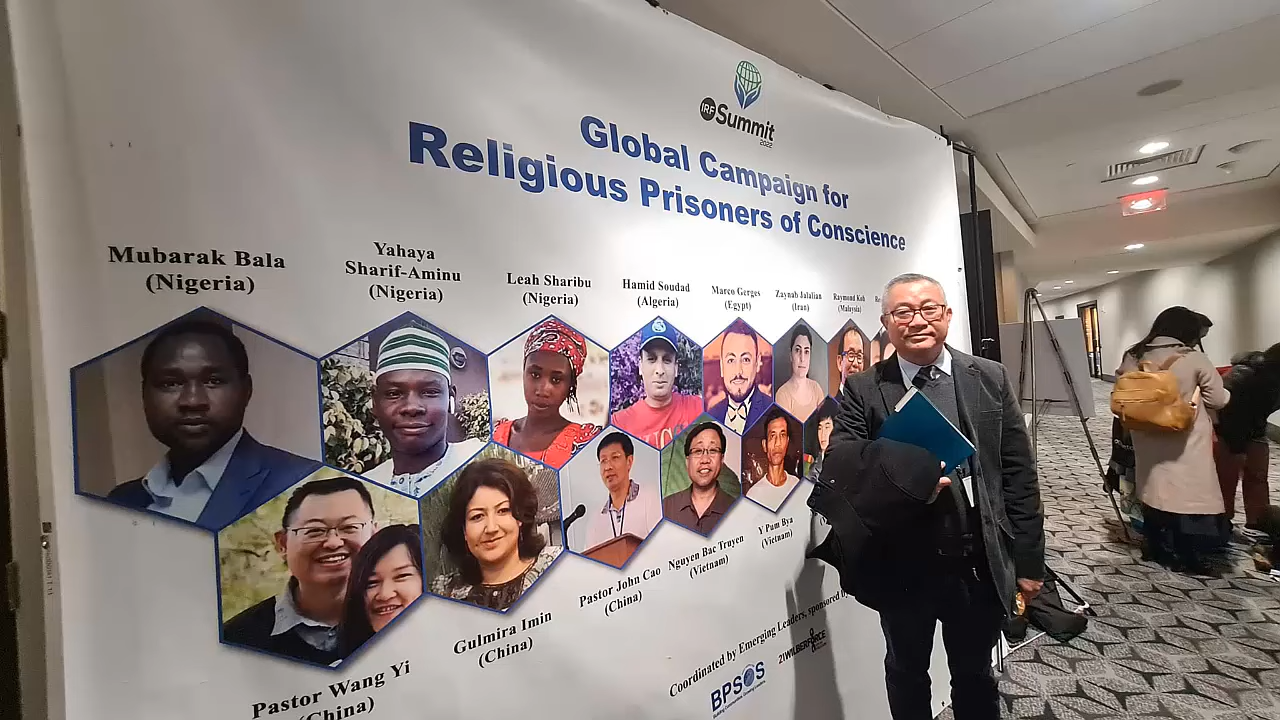 IRF Summit
2022
Global Campaign for
Religious Prisoners of Conscience
Mubarak Bala
(Nigeria)
Yahaya
Sharif-Aminu
(Nigeria)
Leah Sharibu
(Nigeria)
Hamid Soudad
(Algeria)
Marco Gerges
(Egypt)
Zaynab Jalalian
(Iran)
Raymond Koh
(Malaysia)
Pastor Wang Yi
(China)
Gulmira Imin
(China)
Pastor John Cao
(China)
Nguyen Bac Truyen
(Vietnam)
Y Pum Bya
(Vietnam)
Coordinated by Emerging Leaders, sponsored by
BPSOS
21WILBERFORCE
EXIT